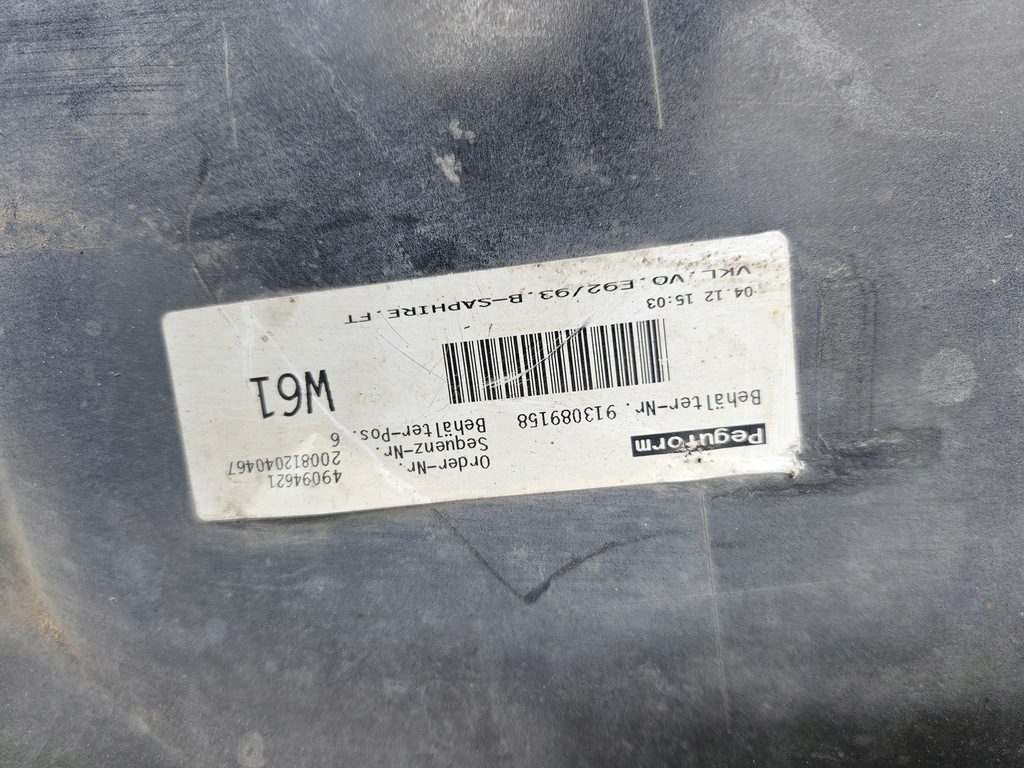 Peguform
Order-Nr. 49094621
Sequenz-Nr. 200812040467
Behälter-Nr. 913089158 Behälter-Pos. 6
W61
04.12 15:03
VKL.VO.E92/93.B-SAPHIRE.FT